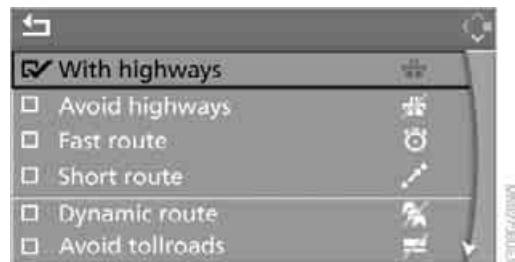 With highways
Avoid highways
Fast route
Short route
Dynamic route
Avoid tollroads